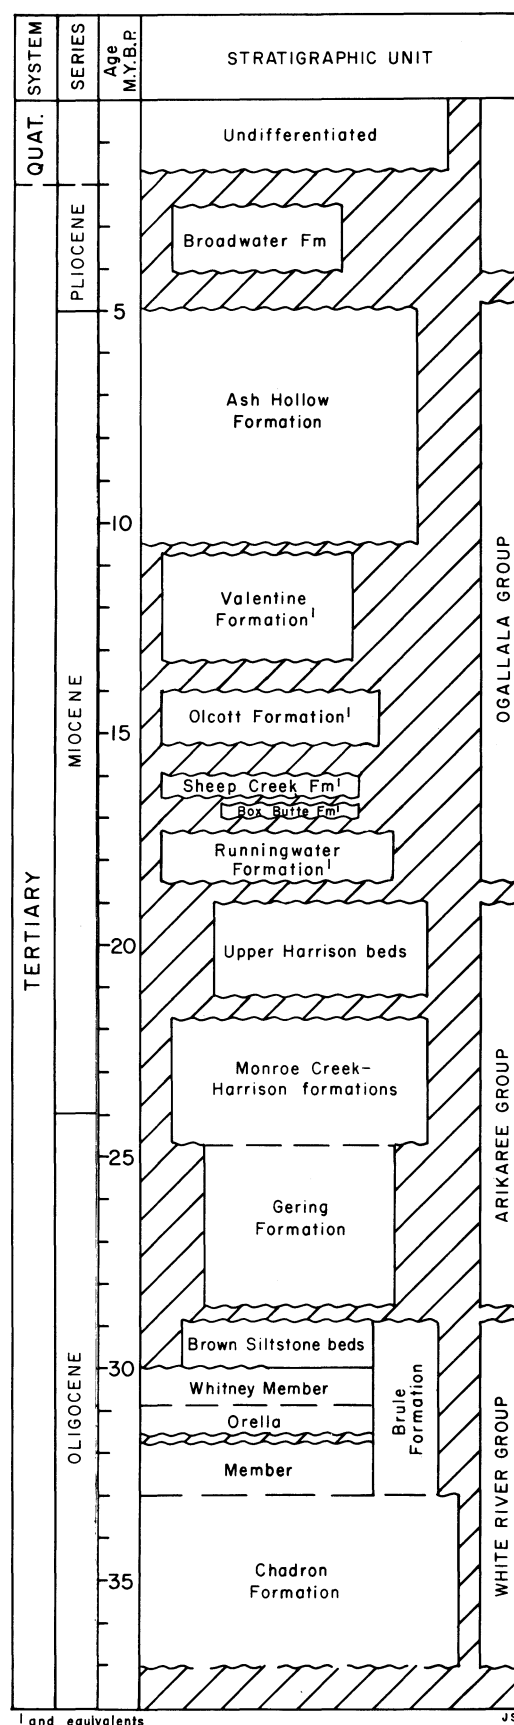 SYSTEM
SERIES
Age
M.Y.B.P.
STRATIGRAPHIC UNIT
QUAT.
Undifferentiated
PLIOCENE
Broadwater Fm
5
Ash Hollow
Formation
10
Valentine
Formation¹
OGALLALA GROUP
MIOCENE
Olcott Formation¹
15
Sheep Creek Fm¹
Box Butte Fm¹
Runningwater
Formation¹
TERTIARY
20
Upper Harrison beds
Monroe Creek–
Harrison formations
ARIKAREE GROUP
25
Gering
Formation
Brown Siltstone beds
30
Whitney Member
Orella
Member
Brule
Formation
OLIGOCENE
WHITE RIVER GROUP
35
Chadron
Formation
1 and equivalents
JS